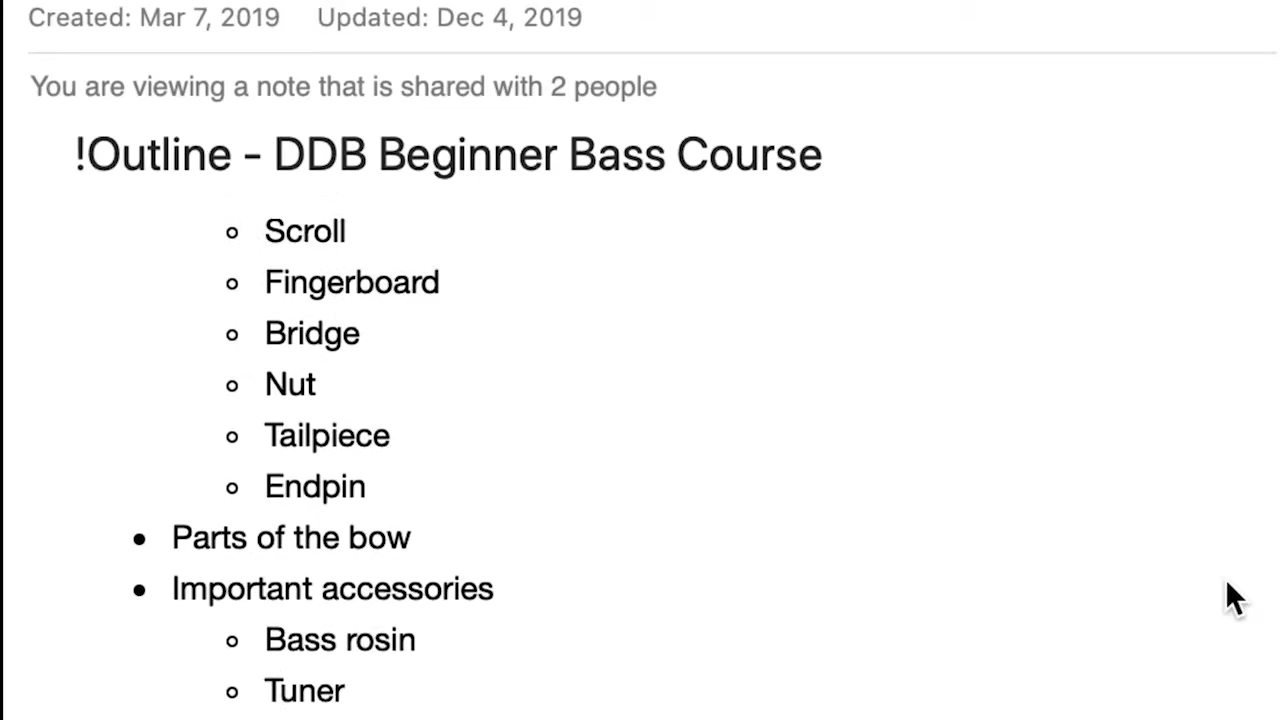 Created: Mar 7, 2019 Updated: Dec 4, 2019
You are viewing a note that is shared with 2 people
!Outline - DDB Beginner Bass Course
Scroll
Fingerboard
Bridge
Nut
Tailpiece
Endpin
Parts of the bow
Important accessories
Bass rosin
Tuner